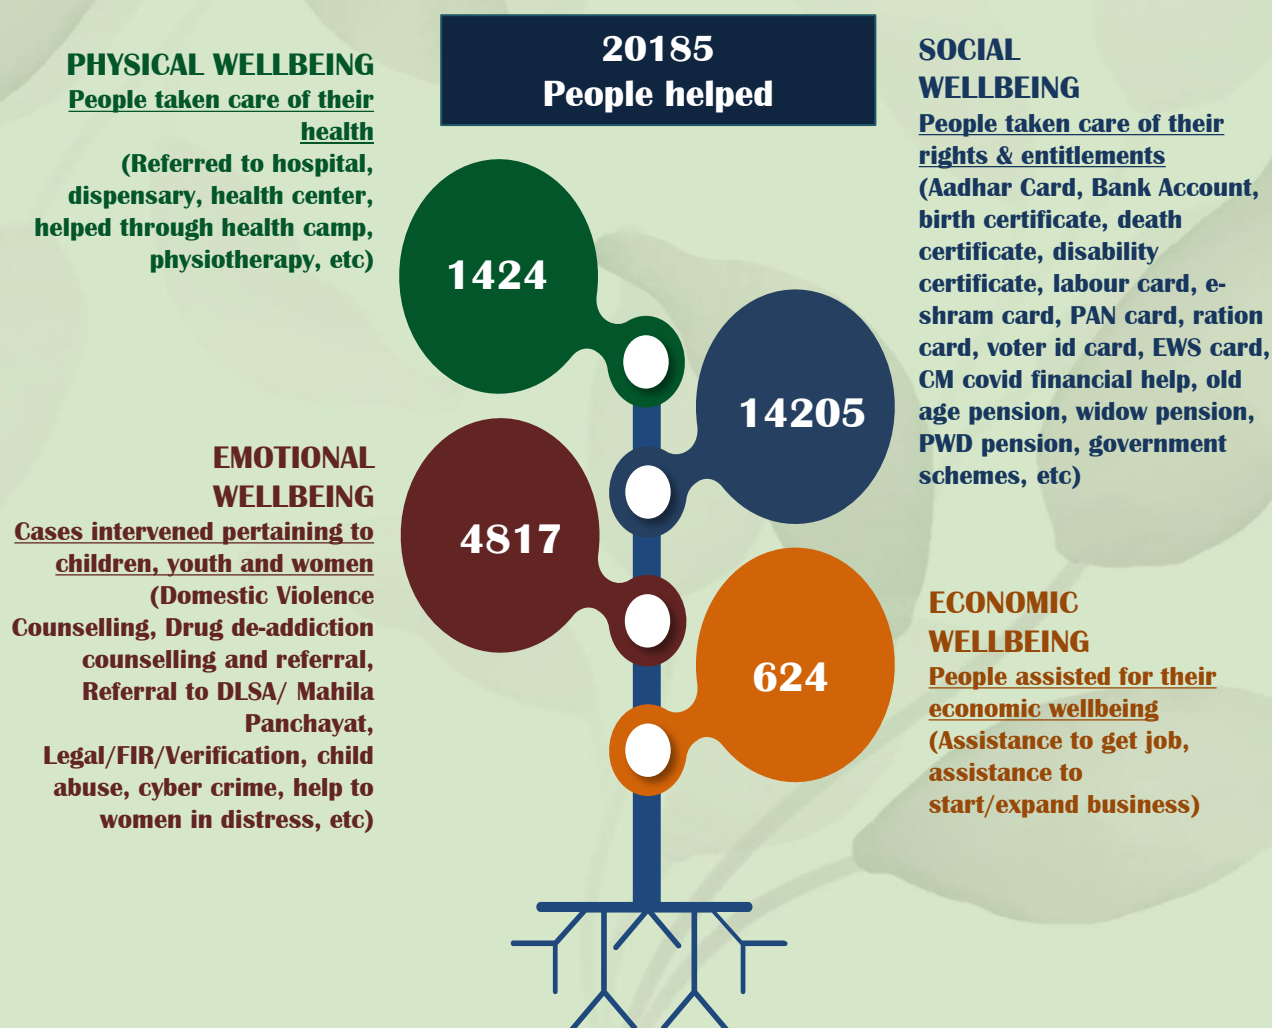 20185
People helped
PHYSICAL WELLBEING
People taken care of their
health
(Referred to hospital,
dispensary, health center,
helped through health camp,
physiotherapy, etc)
1424
SOCIAL
WELLBEING
People taken care of their
rights & entitlements
(Aadhar Card, Bank Account,
birth certificate, death
certificate, disability
certificate, labour card, e-
shram card, PAN card, ration
card, voter id card, EWS card,
CM covid financial help, old
age pension, widow pension,
PWD pension, government
schemes, etc)
14205
EMOTIONAL
WELLBEING
Cases intervened pertaining to
children, youth and women
(Domestic Violence
Counselling, Drug de-addiction
counselling and referral,
Referral to DLSA/ Mahila
Panchayat,
Legal/FIR/Verification, child
abuse, cyber crime, help to
women in distress, etc)
4817
ECONOMIC
WELLBEING
People assisted for their
economic wellbeing
(Assistance to get job,
assistance to
start/expand business)
624